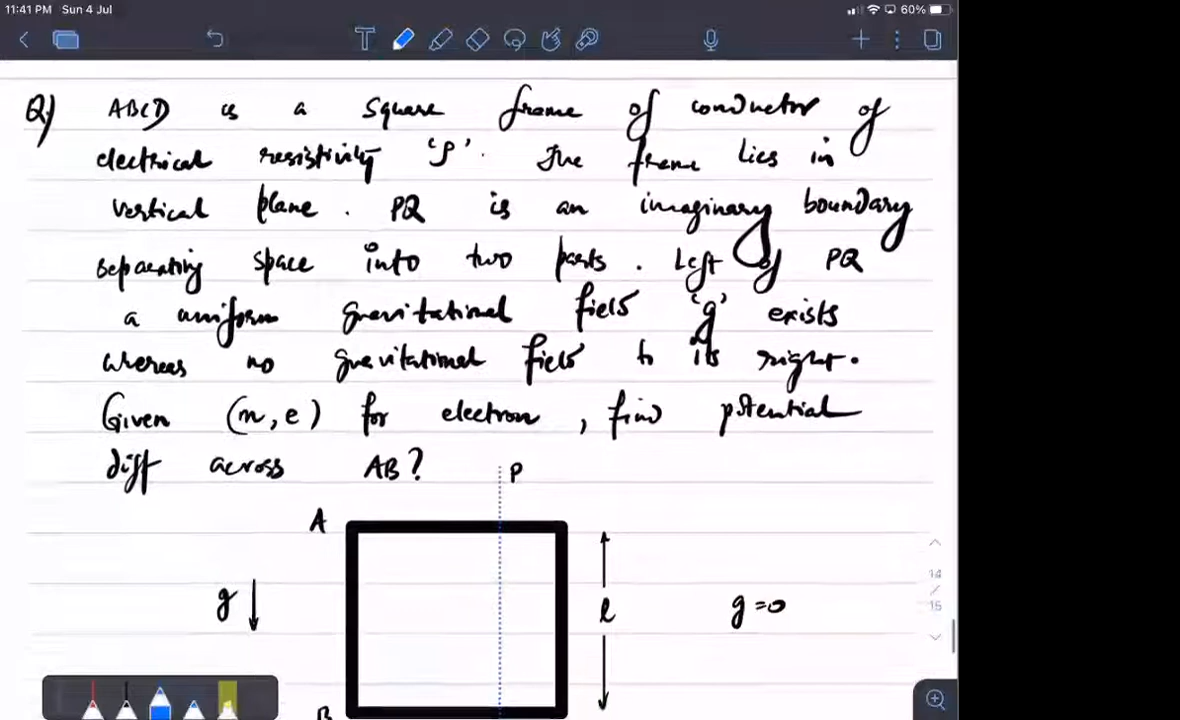 11:41 PM Sun 4 Jul
60%
T
Q) ABCD is a square frame of conductor of
electrical resistivity 'ρ'. The frame lies in
vertical plane. PQ is an imaginary boundary
separating space into two parts. Left of PQ
a uniform gravitational field 'g' exists
whereas no gravitational field to its right.
Given (m, e) for electron, find potential
diff across AB?
P
A
g
l
g=0
B
14
/
15